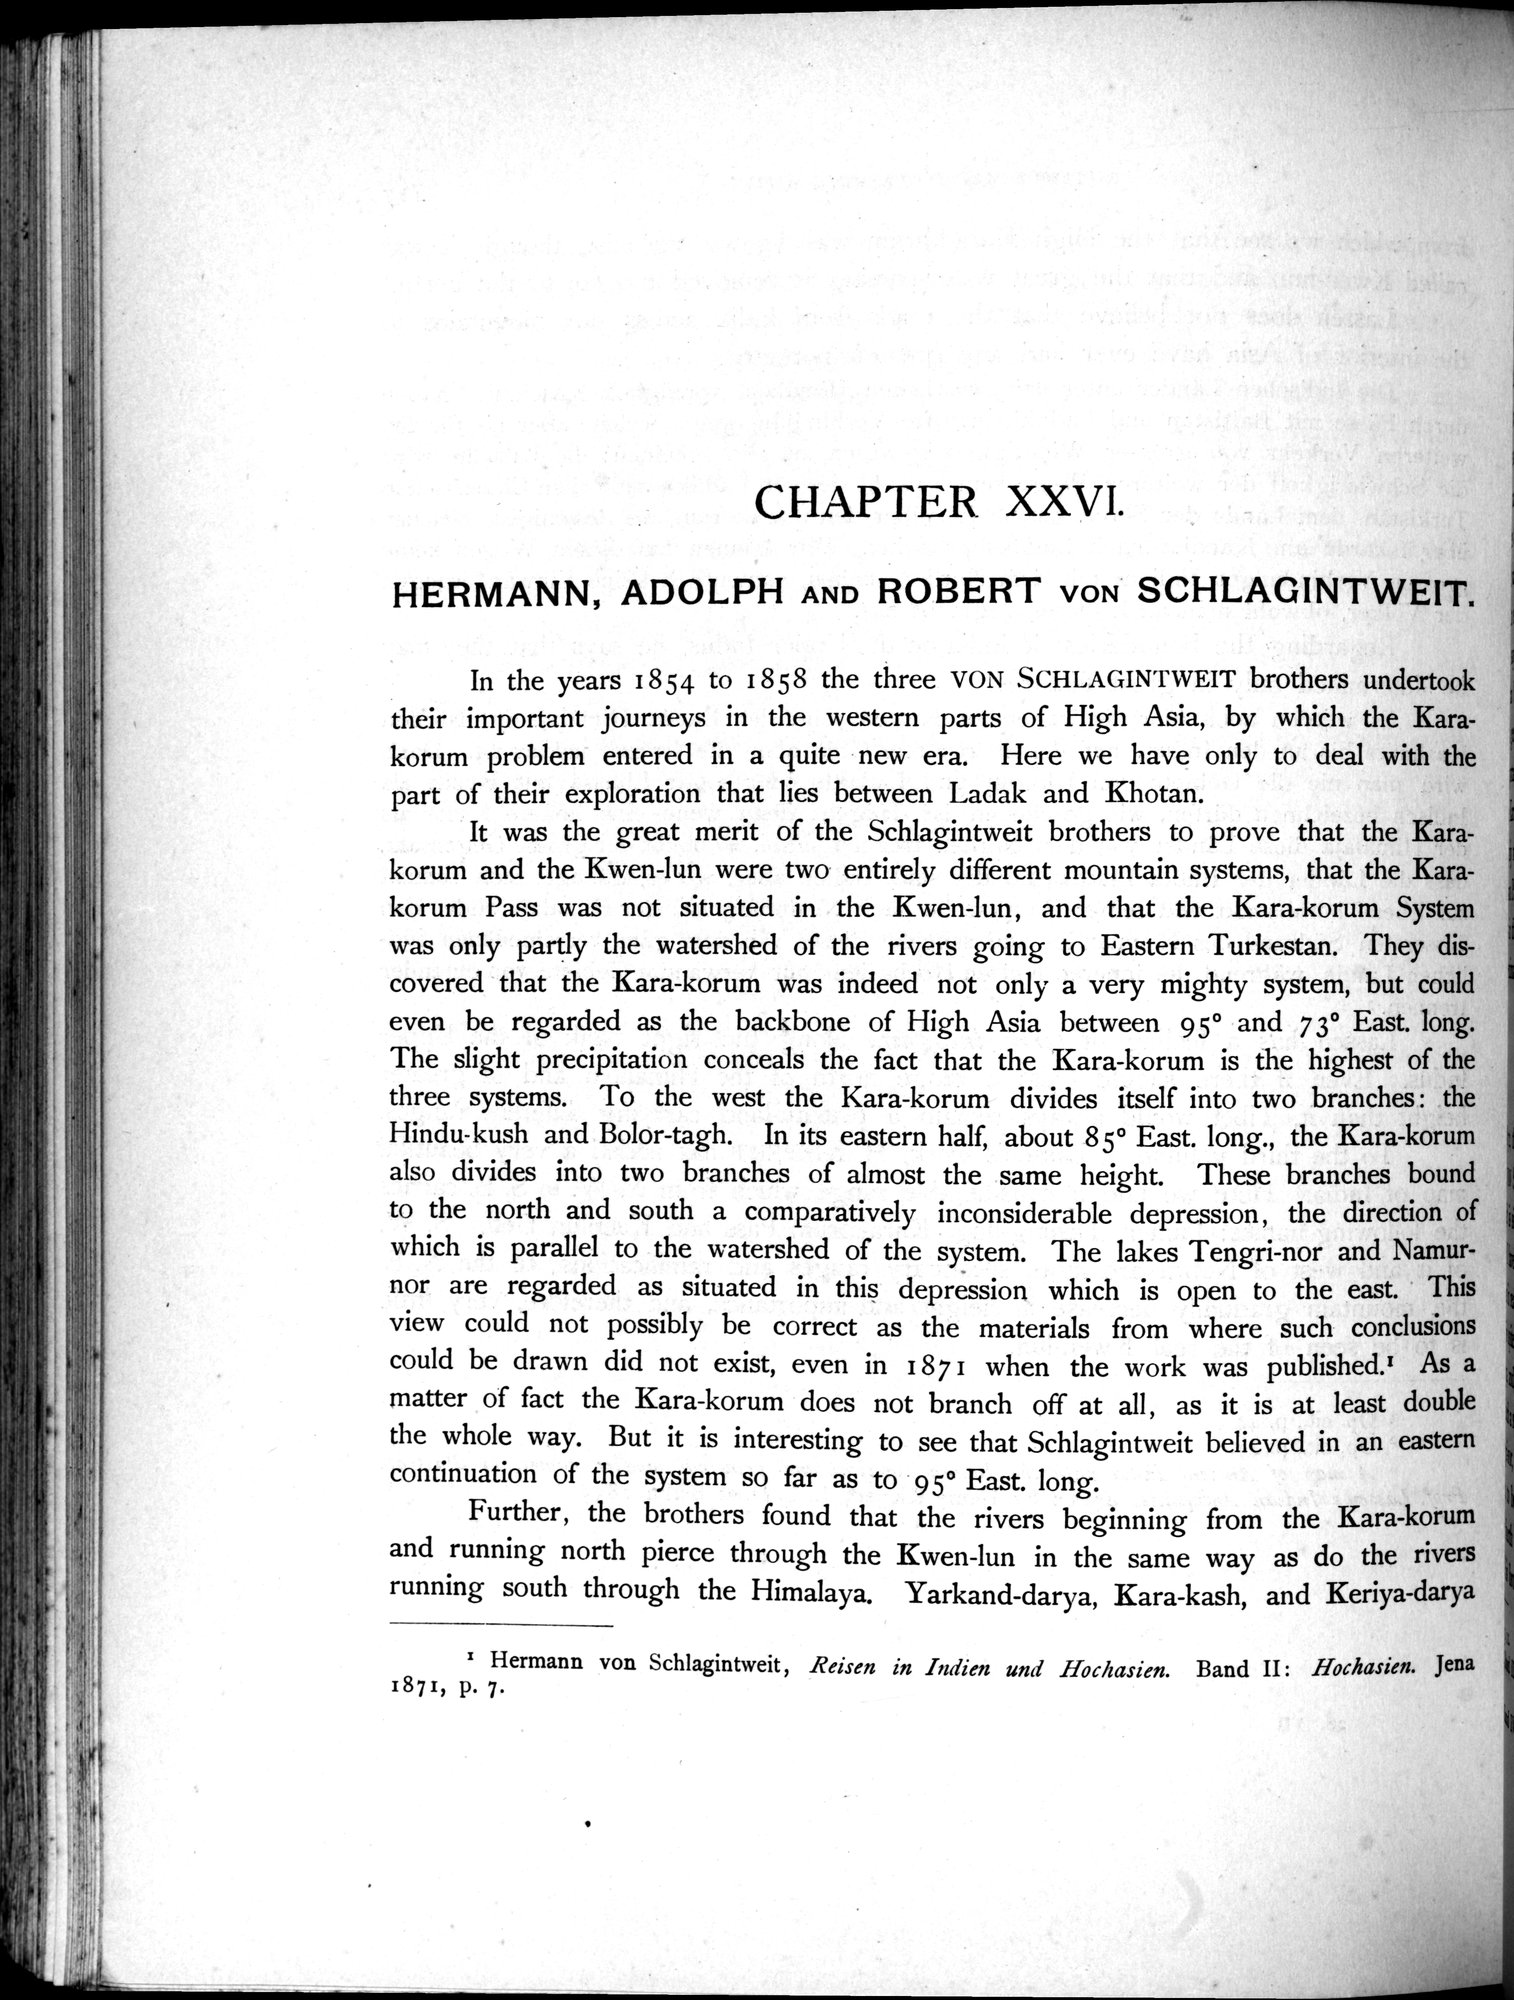 CHAPTER XXVI.
HERMANN, ADOLPH AND ROBERT VON SCHLAGINTWEIT.
In the years 1854 to 1858 the three VON SCHLAGINTWEIT brothers undertook
their important journeys in the western parts of High Asia, by which the Kara-
korum problem entered in a quite new era. Here we have only to deal with the
part of their exploration that lies between Ladak and Khotan.
It was the great merit of the Schlagintweit brothers to prove that the Kara-
korum and the Kwen-lun were two entirely different mountain systems, that the Kara-
korum Pass was not situated in the Kwen-lun, and that the Kara-korum System
was only partly the watershed of the rivers going to Eastern Turkestan. They dis-
covered that the Kara-korum was indeed not only a very mighty system, but could
even be regarded as the backbone of High Asia between 95° and 73° East. long.
The slight precipitation conceals the fact that the Kara-korum is the highest of the
three systems. To the west the Kara-korum divides itself into two branches: the
Hindu-kush and Bolor-tagh. In its eastern half, about 85° East. long., the Kara-korum
also divides into two branches of almost the same height. These branches bound
to the north and south a comparatively inconsiderable depression, the direction of
which is parallel to the watershed of the system. The lakes Tengri-nor and Namur-
nor are regarded as situated in this depression which is open to the east. This
view could not possibly be correct as the materials from where such conclusions
could be drawn did not exist, even in 1871 when the work was published.¹ As a
matter of fact the Kara-korum does not branch off at all, as it is at least double
the whole way. But it is interesting to see that Schlagintweit believed in an eastern
continuation of the system so far as to 95° East. long.
Further, the brothers found that the rivers beginning from the Kara-korum
and running north pierce through the Kwen-lun in the same way as do the rivers
running south through the Himalaya. Yarkand-darya, Kara-kash, and Keriya-darya
¹ Hermann von Schlagintweit, Reisen in Indien und Hochasien. Band II: Hochasien. Jena
1871, p. 7.